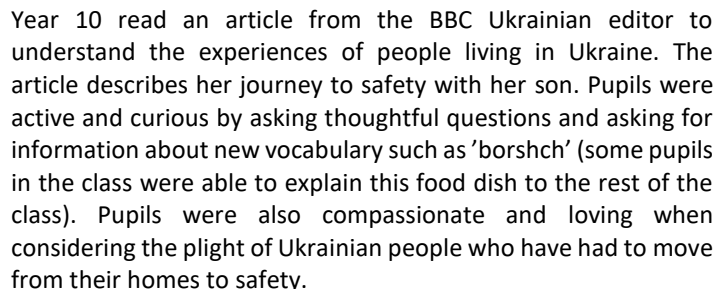 Year 10 read an article from the BBC Ukrainian editor to
understand the experiences of people living in Ukraine. The
article describes her journey to safety with her son. Pupils were
active and curious by asking thoughtful questions and asking for
information about new vocabulary such as ’borshch’ (some pupils
in the class were able to explain this food dish to the rest of the
class). Pupils were also compassionate and loving when
considering the plight of Ukrainian people who have had to move
from their homes to safety.